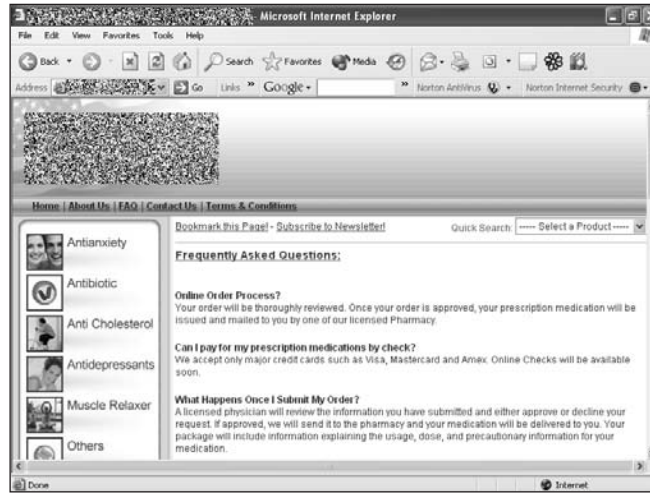 Microsoft Internet Explorer
File Edit View Favorites Tools Help
Back Search Favorites Media
Address Go Links » Google » Norton AntiVirus Norton Internet Security
Home | About Us | FAQ | Contact Us | Terms & Conditions
Bookmark this Page! - Subscribe to Newsletter! Quick Search: ----- Select a Product-----
Antianxiety
Antibiotic
Anti Cholesterol
Antidepressants
Muscle Relaxer
Others
Frequently Asked Questions:
Online Order Process?
Your order will be thoroughly reviewed. Once your order is approved, your prescription medication will be
issued and mailed to you by one of our licensed Pharmacy.
Can I pay for my prescription medications by check?
We accept only major credit cards such as Visa, Mastercard and Amex. Online Checks will be available
soon.
What Happens Once I Submit My Order?
A licensed physician will review the information you have submitted and either approve or decline your
request. If approved, we will send it to the pharmacy and your medication will be delivered to you. Your
package will include information explaining the usage, dose, and precautionary information for your
medication.
Done Internet